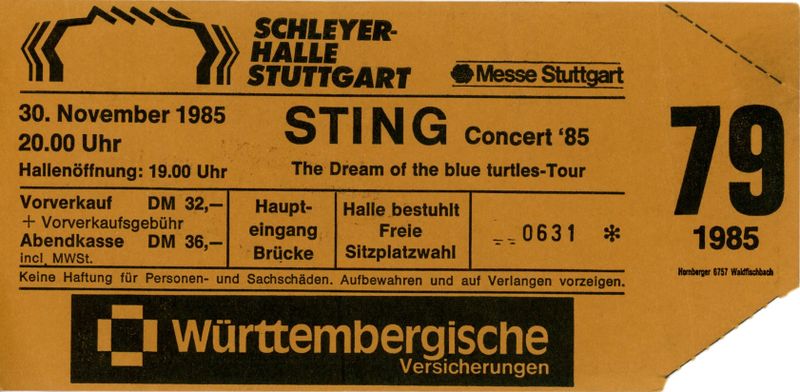 SCHLEYER-
HALLE
STUTTGART
Messe Stuttgart
30. November 1985
20.00 Uhr
Hallenöffnung: 19.00 Uhr
STING Concert '85
The Dream of the blue turtles-Tour
Vorverkauf DM 32,–
+ Vorverkaufsgebühr
Abendkasse DM 36,–
incl. MWSt.
Haupt-
eingang
Brücke
Halle bestuhlt
Freie
Sitzplatzwahl
0631 *
Keine Haftung für Personen- und Sachschäden. Aufbewahren und auf Verlangen vorzeigen.
Württembergische
Versicherungen
79
1985
Hornberger 6757 Waldfischbach